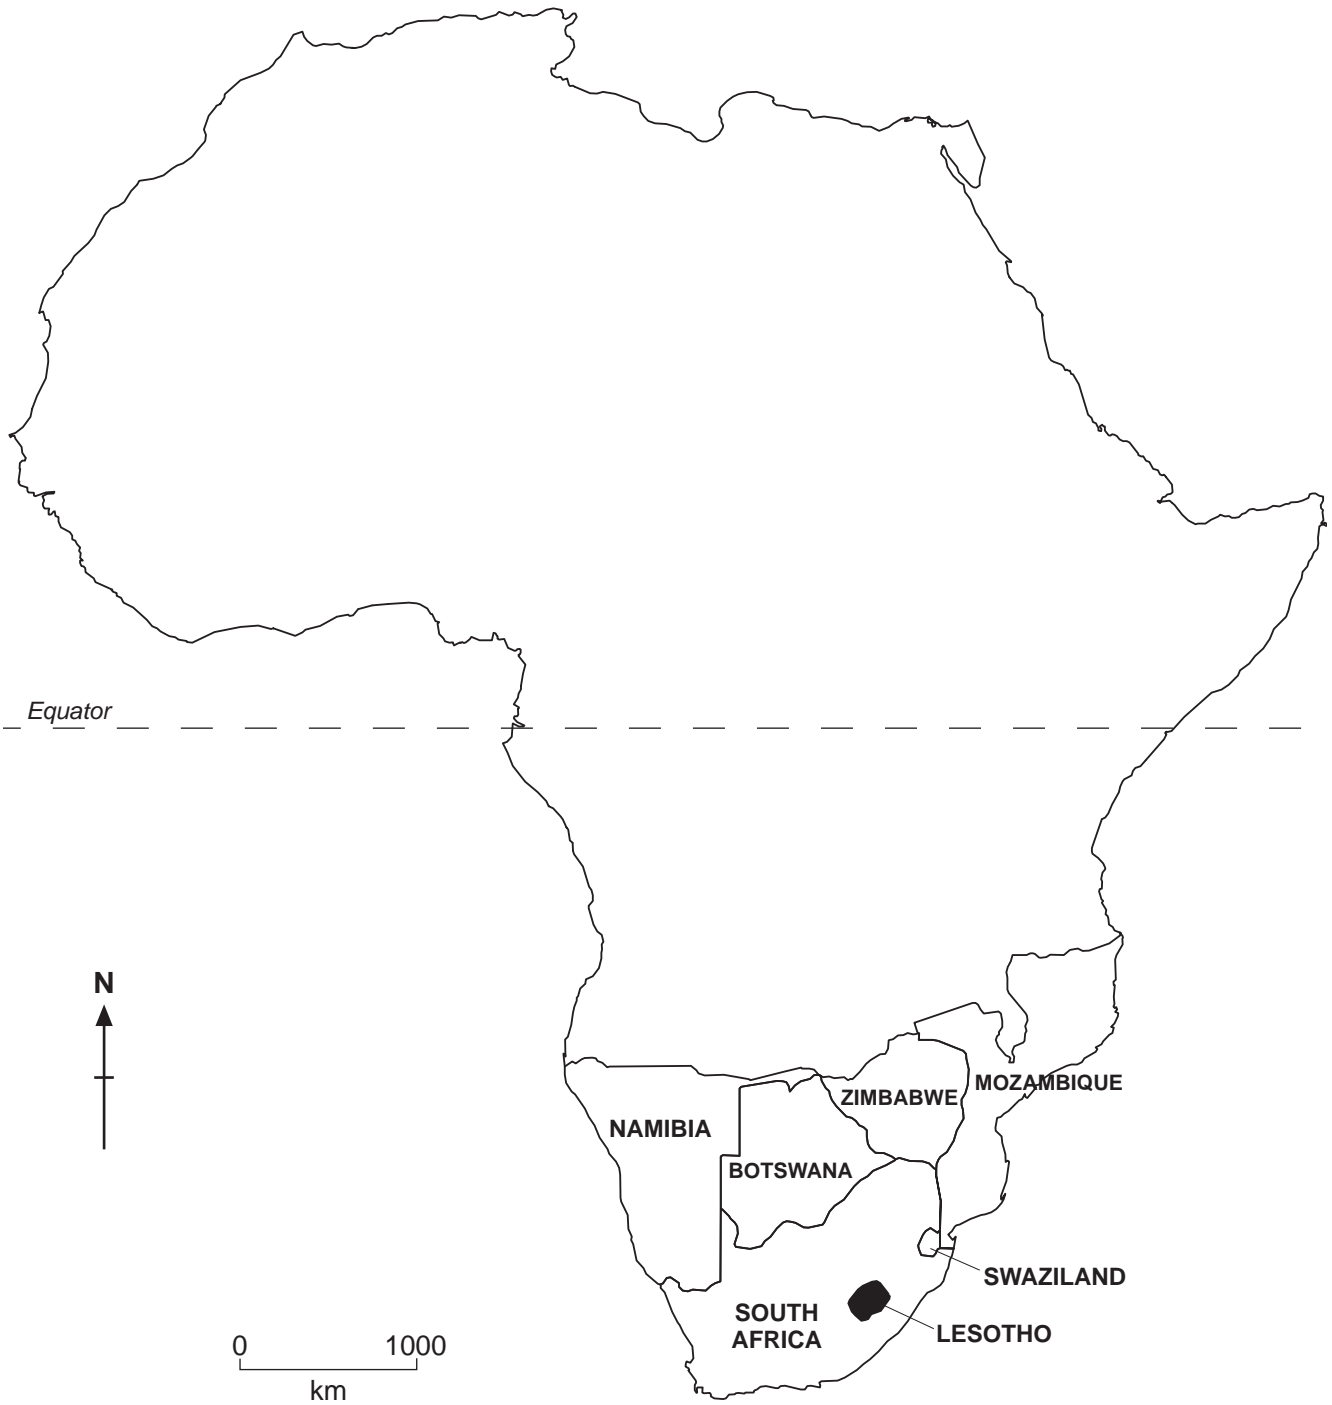 Equator
N
MOZAMBIQUE
ZIMBABWE
NAMIBIA
BOTSWANA
SWAZILAND
SOUTH
AFRICA
LESOTHO
0 1000
km